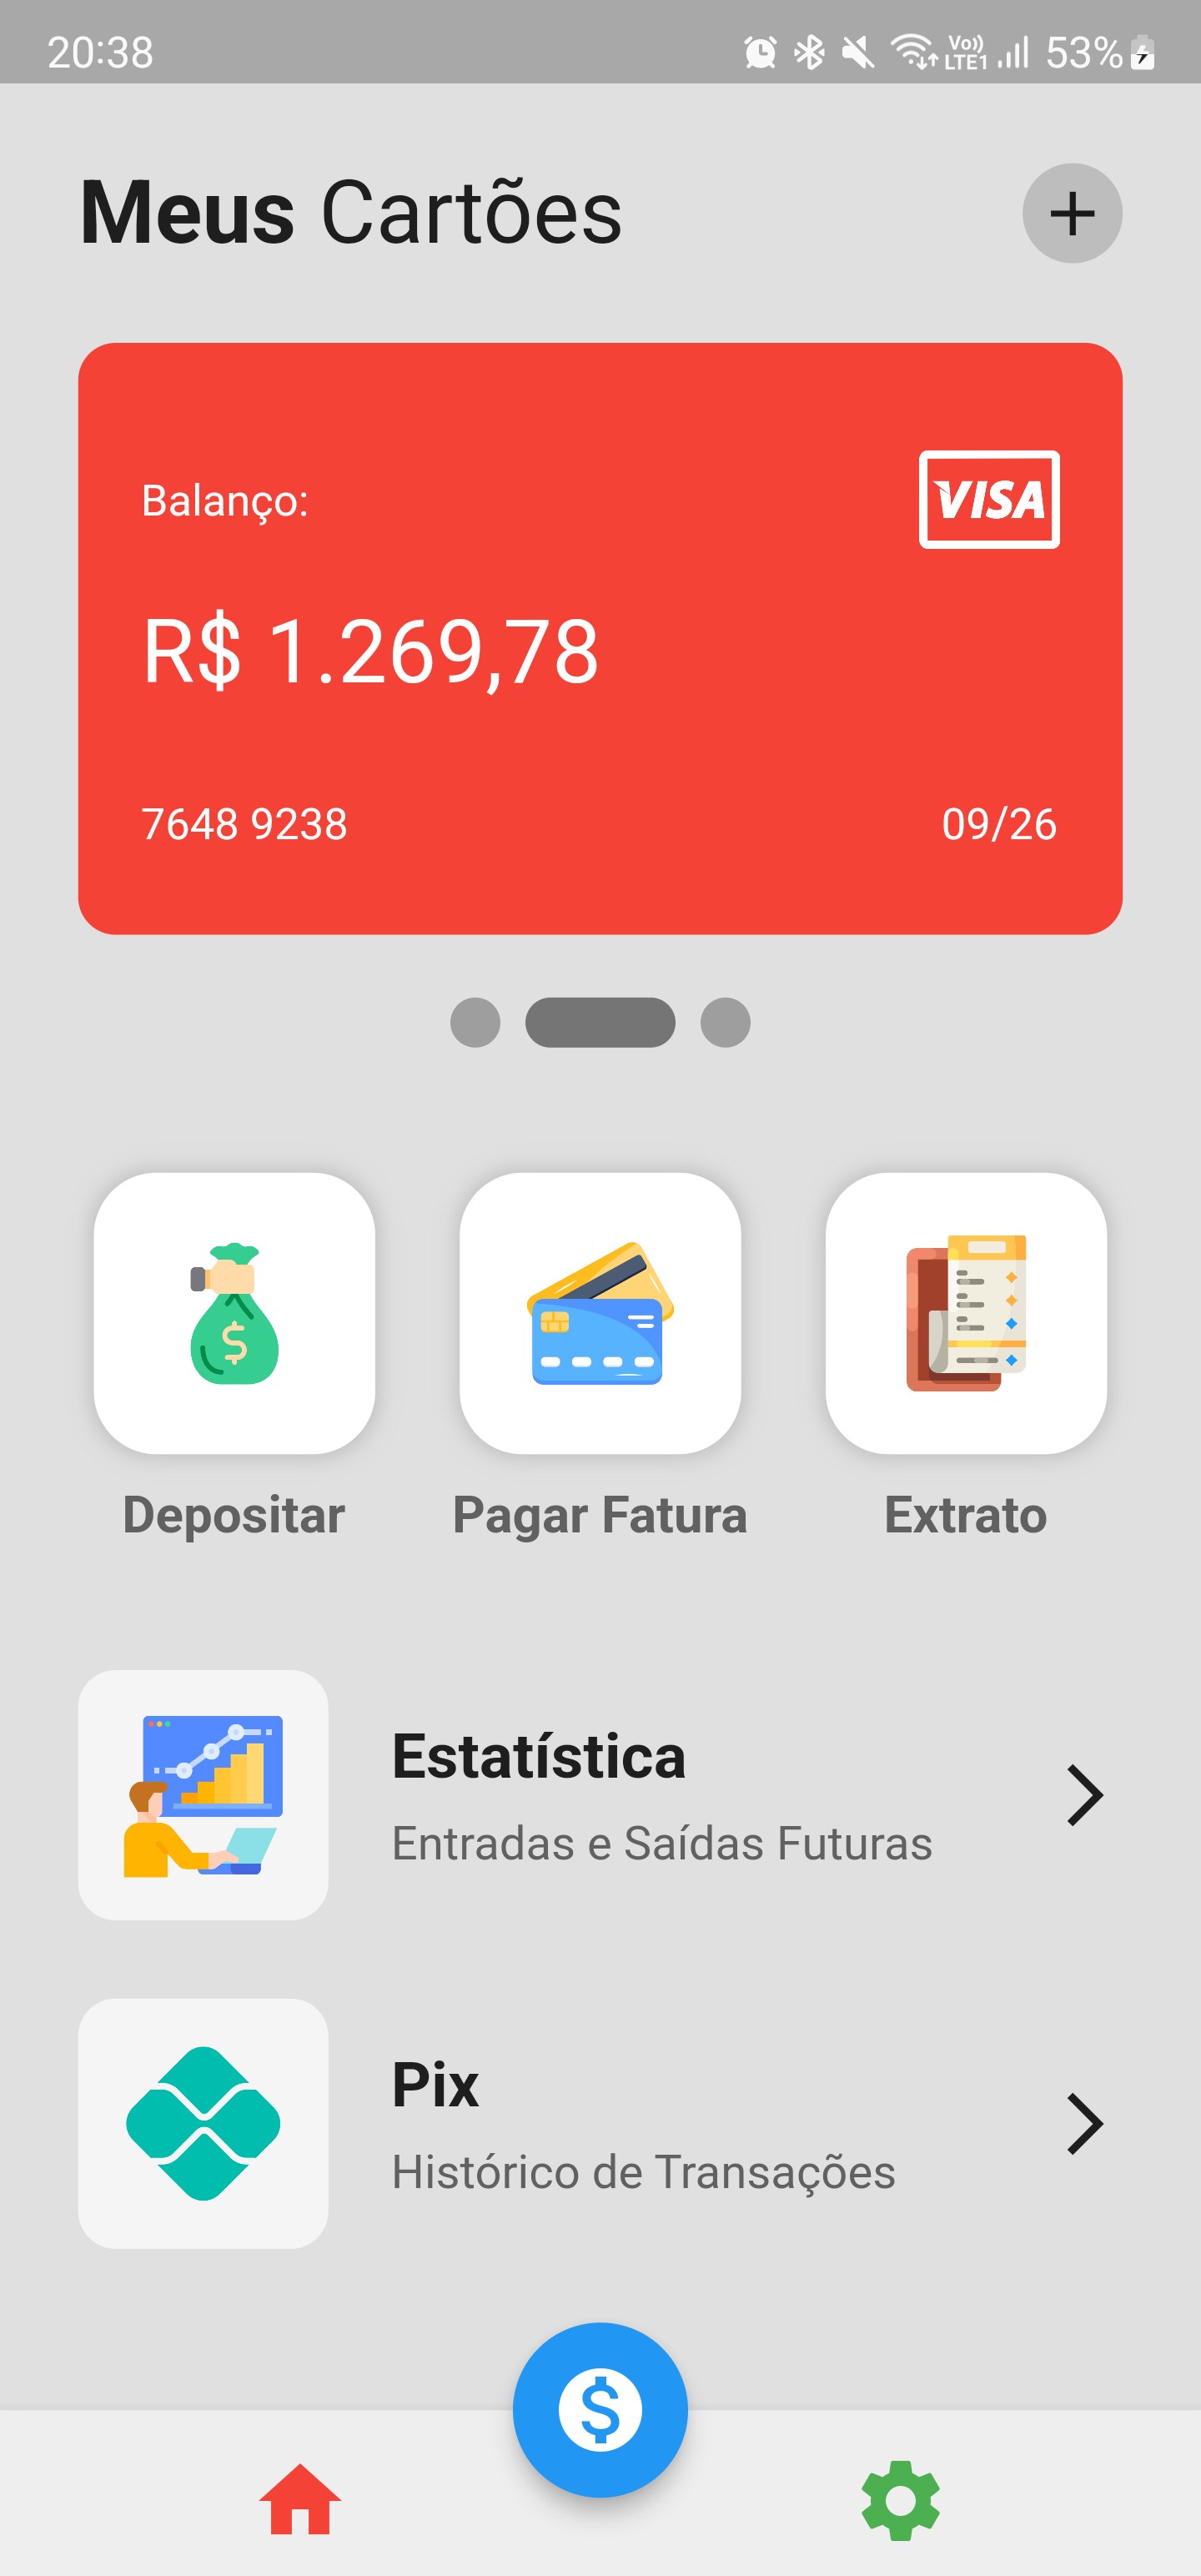 20:38
Vo)) LTE1 53%
Meus Cartões
+
Balanço:
VISA
R$ 1.269,78
7648 9238
09/26
$
Depositar
Pagar Fatura
Extrato
Estatística
Entradas e Saídas Futuras
Pix
Histórico de Transações
$